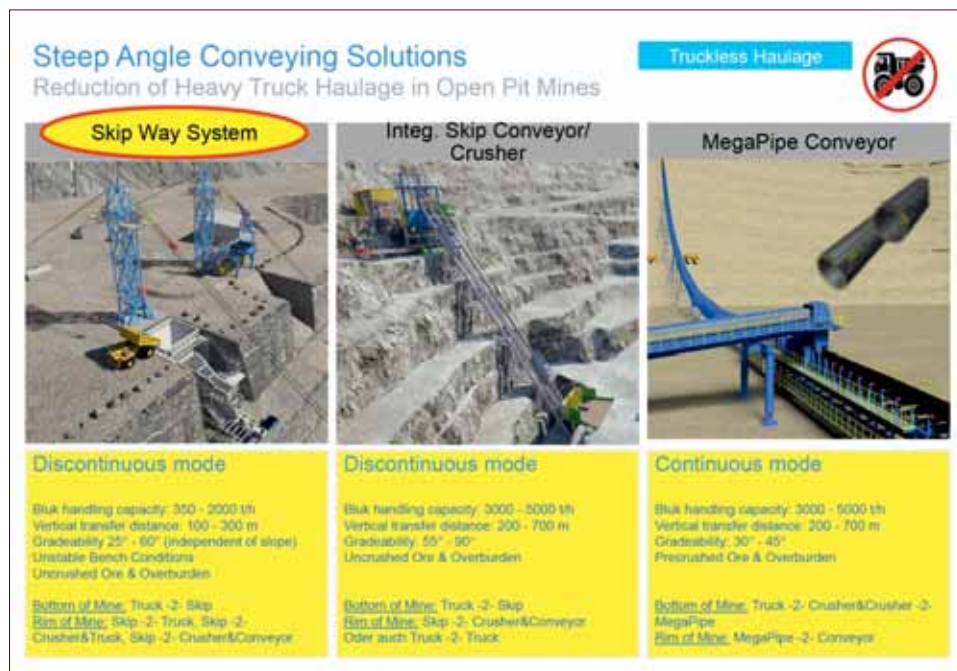 Steep Angle Conveying Solutions
Truckless Haulage
Reduction of Heavy Truck Haulage in Open Pit Mines
Skip Way System
Integ. Skip Conveyor/
Crusher
MegaPipe Conveyor
Discontinuous mode
Bluk handling capacity: 350 - 2000 t/h
Vertical transfer distance: 100 - 300 m
Gradeability 25° - 60° (independent of slope)
Unstable Bench Conditions
Uncrushed Ore & Overburden
Bottom of Mine: Truck -2- Skip
Rim of Mine: Skip -2- Truck, Skip -2-
Crusher&Truck, Skip -2- Crusher&Conveyor
Discontinuous mode
Bluk handling capacity: 3000 - 5000 t/h
Vertical transfer distance: 200 - 700 m
Gradeability: 55° - 90°
Uncrushed Ore & Overburden
Bottom of Mine: Truck -2- Skip
Rim of Mine: Skip -2- Crusher&Conveyor
Oder auch Truck -2- Truck
Continuous mode
Bluk handling capacity: 3000 - 5000 t/h
Vertical transfer distance: 200 - 700 m
Gradeability: 30° - 45°
Precrushed Ore & Overburden
Bottom of Mine: Truck -2- Crusher&Crusher -2-
MegaPipe
Rim of Mine: MegaPipe -2- Conveyor